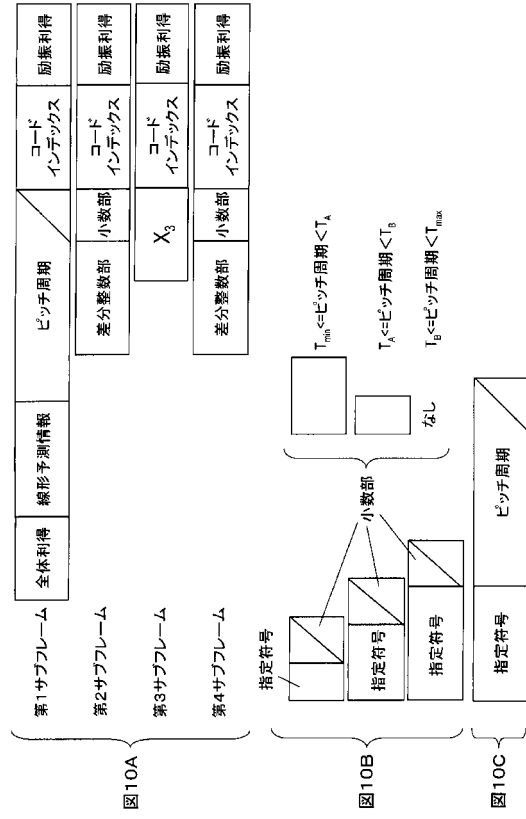 図10A
第1サブフレーム 全体利得 線形予測情報 ピッチ周期 コードインデックス 励振利得
第2サブフレーム 差分整数部 小数部 コードインデックス 励振利得
第3サブフレーム X₃ コードインデックス 励振利得
第4サブフレーム 差分整数部 小数部 コードインデックス 励振利得
図10B
指定符号
指定符号
指定符号
小数部
Tmin<=ピッチ周期<TA
TA<=ピッチ周期<TB
なし TB<=ピッチ周期<Tmax
図10C
指定符号 ピッチ周期